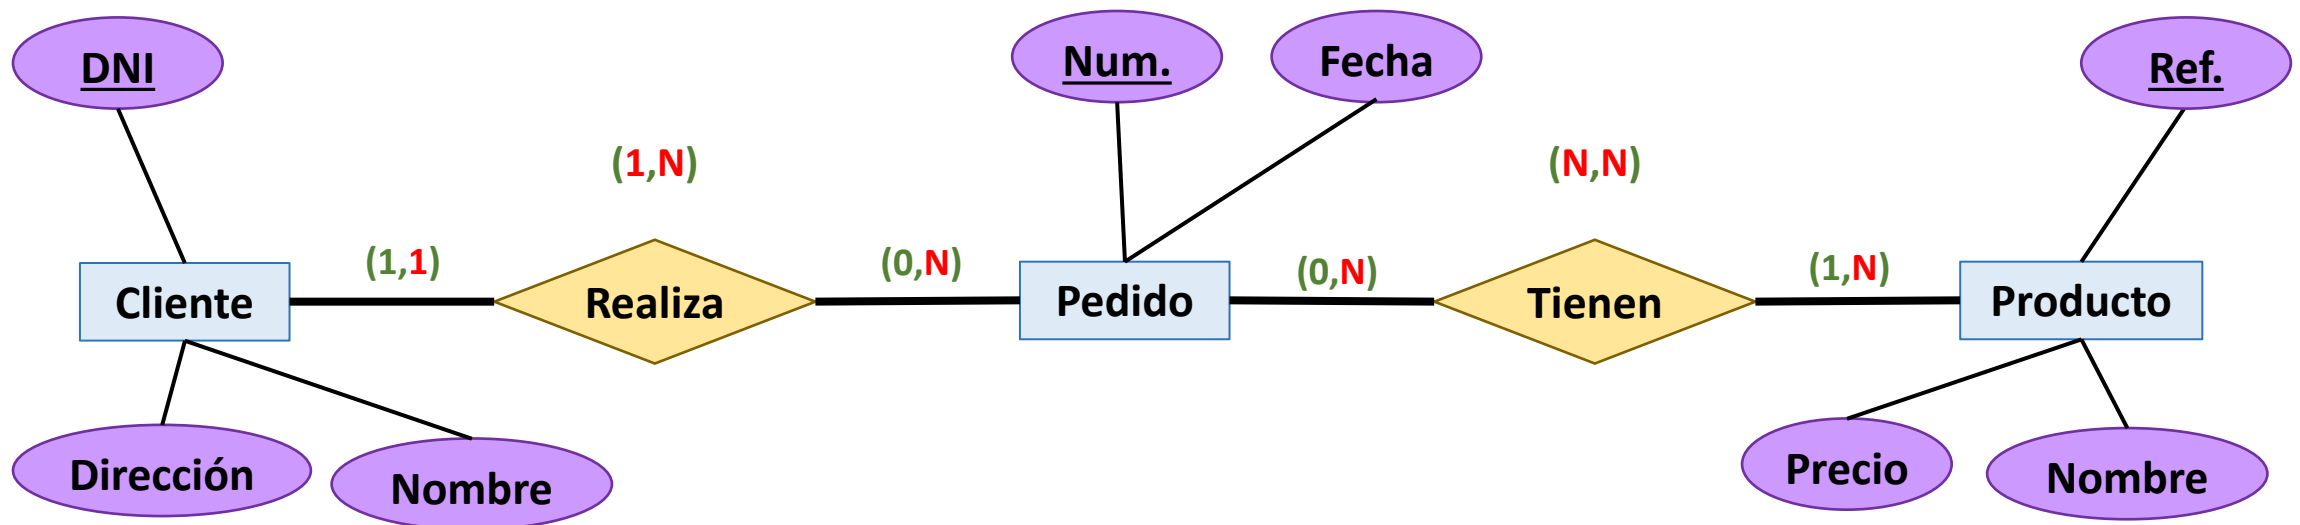 DNI
Num.
Fecha
Ref.
(1,N)
(N,N)
(1,1)
(0,N)
(0,N)
(1,N)
Cliente
Realiza
Pedido
Tienen
Producto
Dirección
Nombre
Precio
Nombre